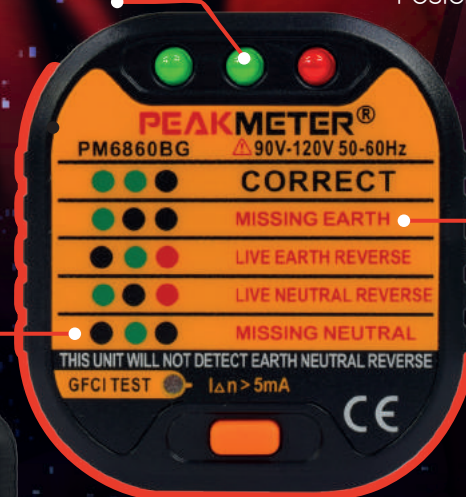 PEAKMETER®
PM6860BG ⚠90V-120V 50-60Hz
CORRECT
MISSING EARTH
LIVE EARTH REVERSE
LIVE NEUTRAL REVERSE
MISSING NEUTRAL
THIS UNIT WILL NOT DETECT EARTH NEUTRAL REVERSE
GFCI TEST I△n > 5mA
CE